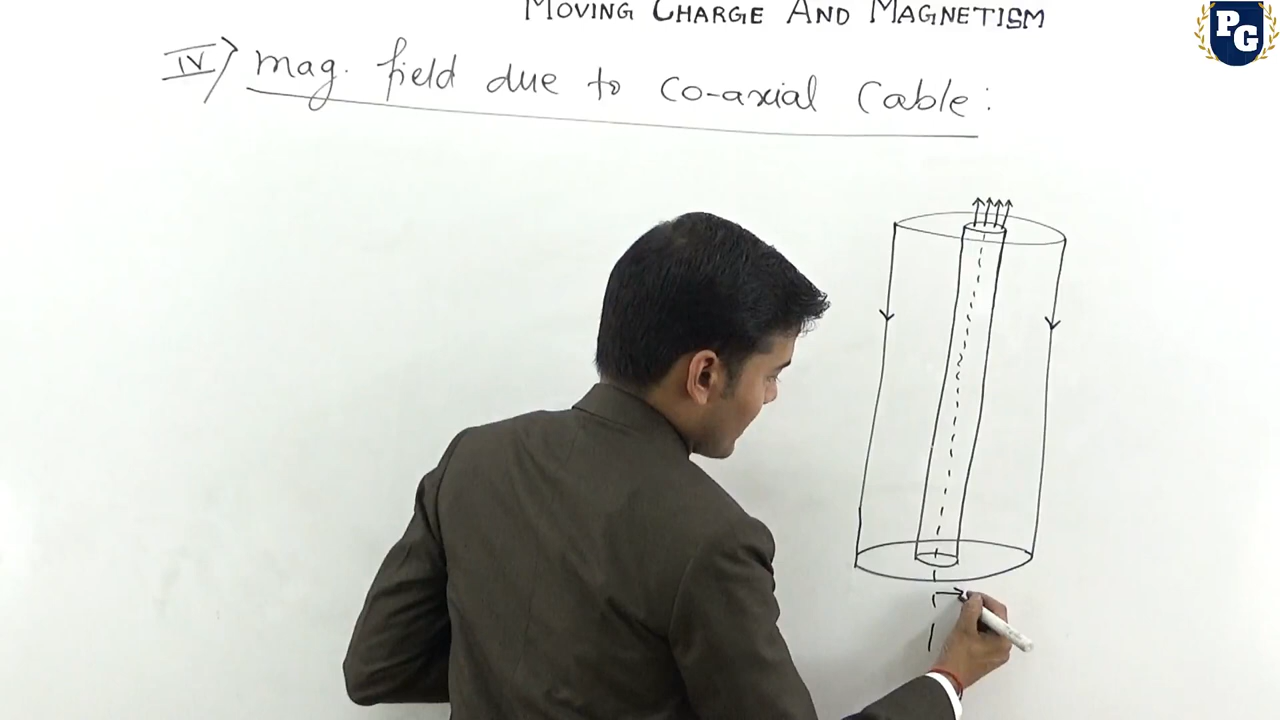 MOVING CHARGE AND MAGNETISM
PG
IV) Mag. field due to Co-axial Cable: